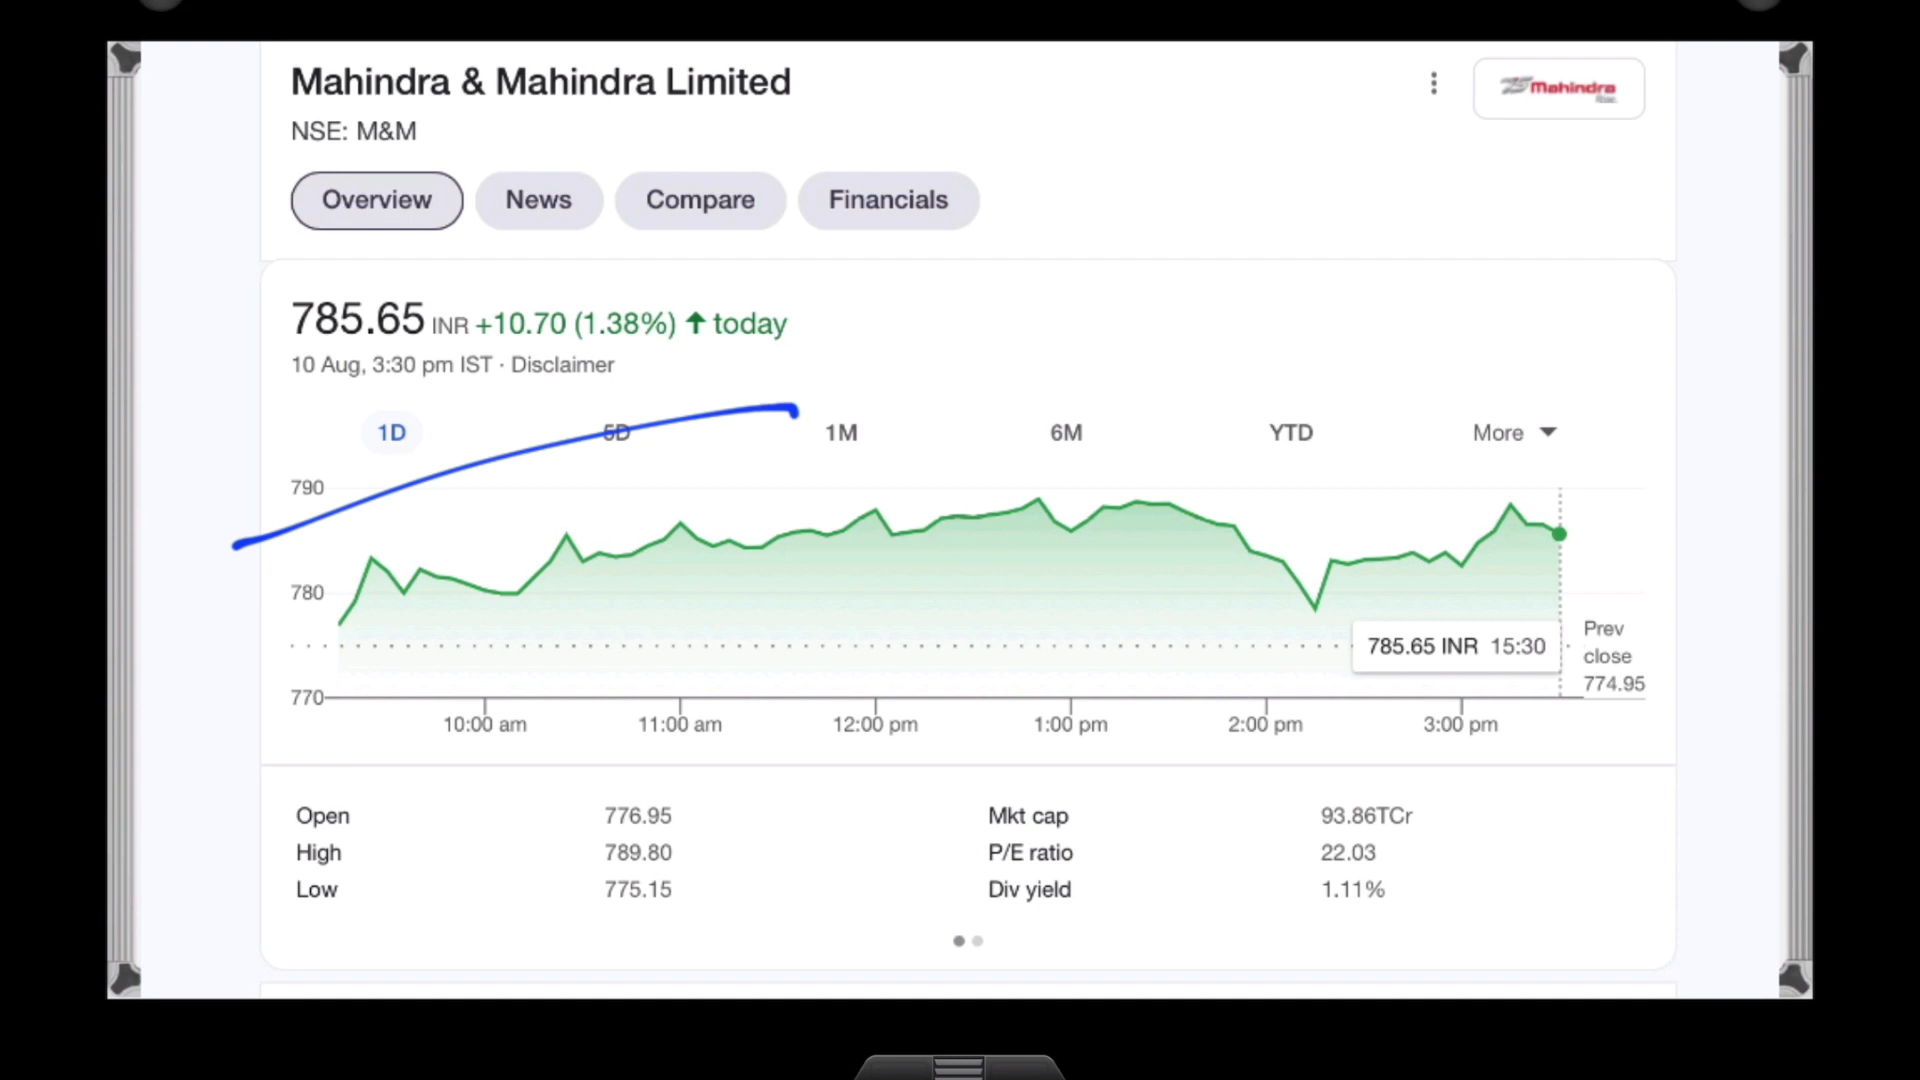 Mahindra & Mahindra Limited
NSE: M&M
Mahindra
Rise.
Overview News Compare Financials
785.65 INR +10.70 (1.38%) ↑ today
10 Aug, 3:30 pm IST · Disclaimer
1D 5D 1M 6M YTD More
790
780
770
785.65 INR 15:30
Prev
close
774.95
10:00 am 11:00 am 12:00 pm 1:00 pm 2:00 pm 3:00 pm
Open 776.95 Mkt cap 93.86TCr
High 789.80 P/E ratio 22.03
Low 775.15 Div yield 1.11%